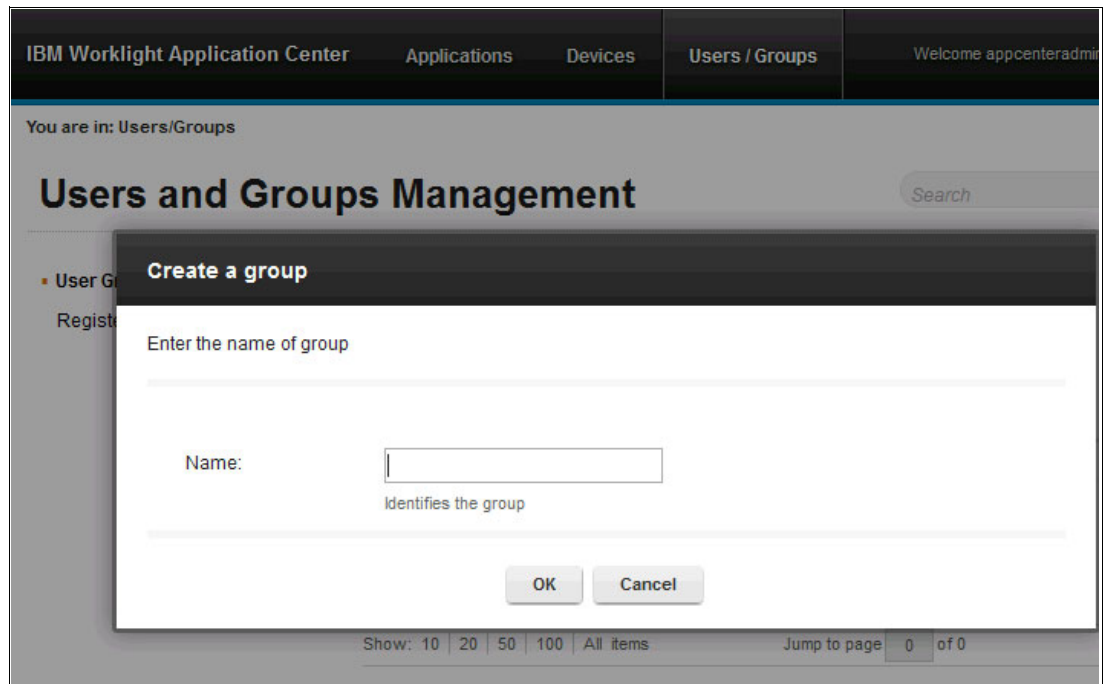 IBM Worklight Application Center Applications Devices Users / Groups Welcome appcenteradmin
You are in: Users/Groups
Users and Groups Management
Search
Create a group
User G
Registe
Enter the name of group
Name:
Identifies the group
OK Cancel
Show: 10 20 50 100 All items Jump to page 0 of 0